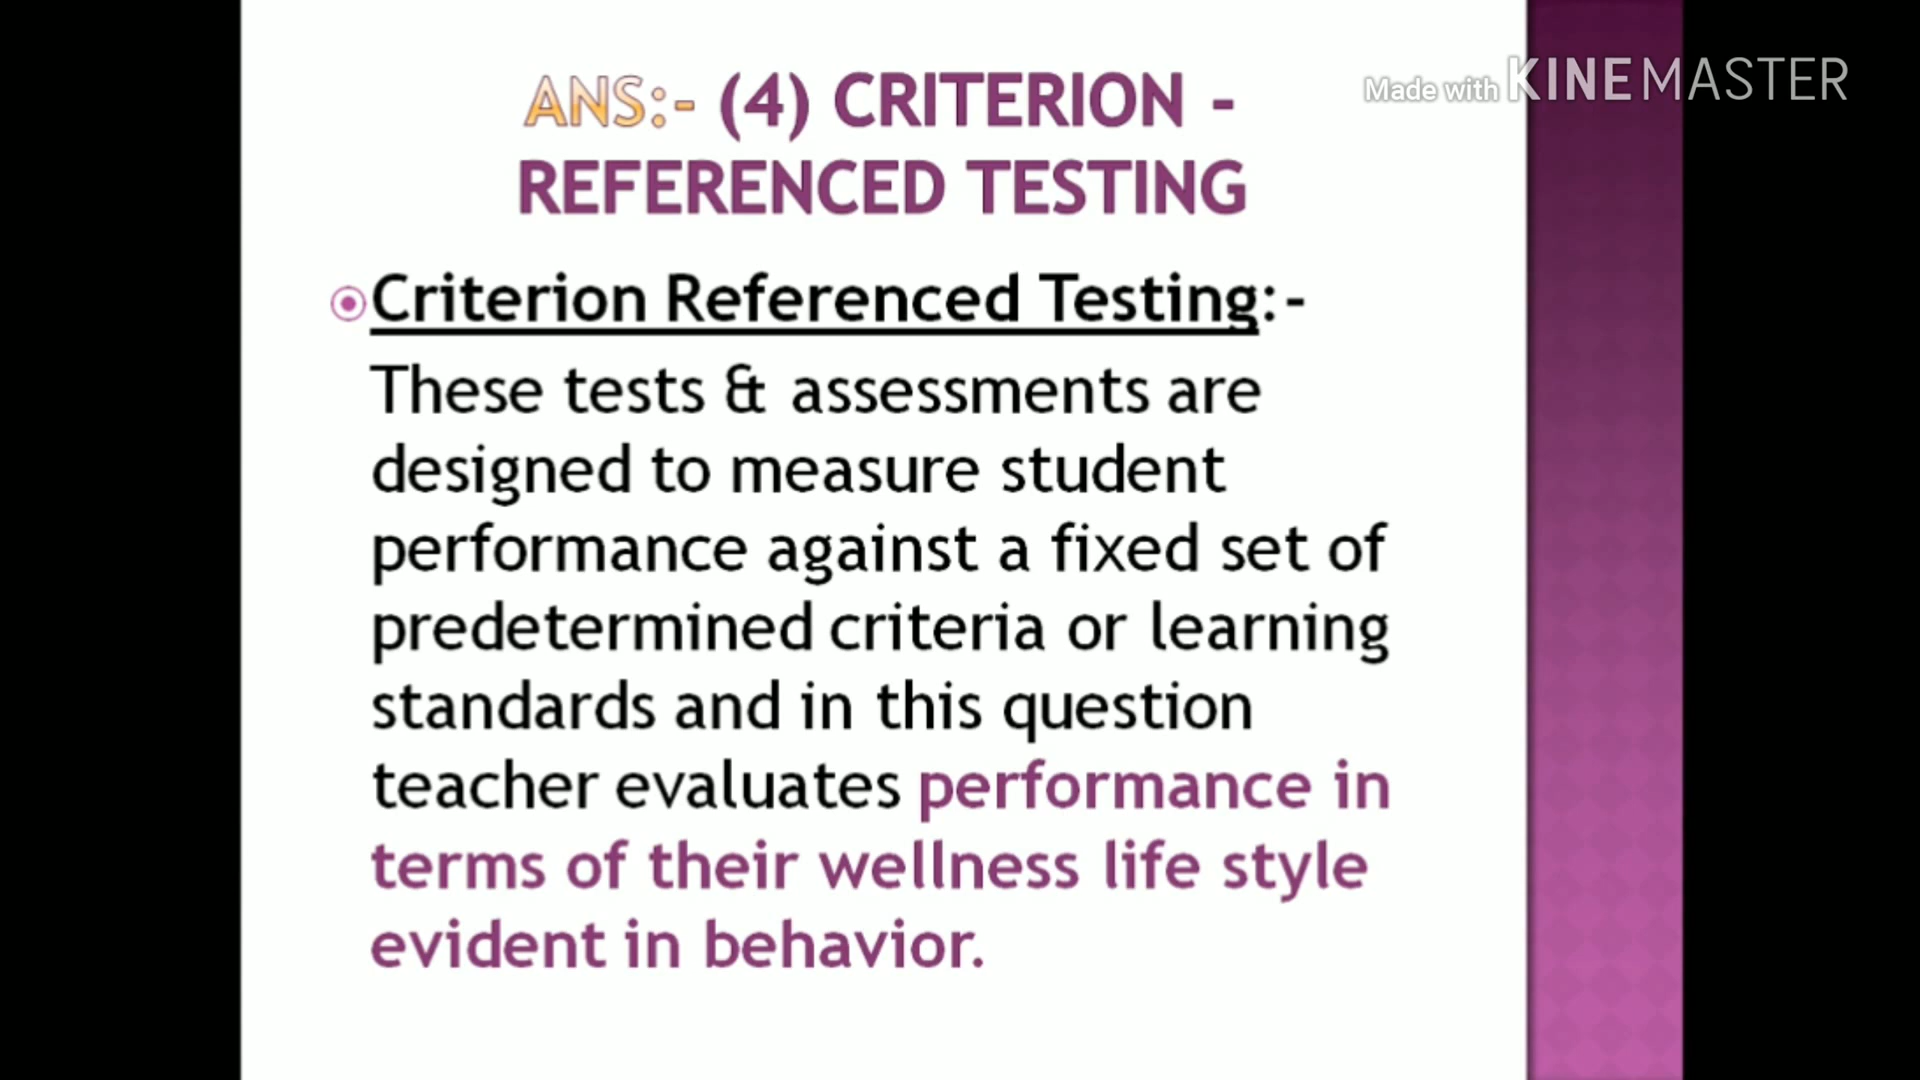 ANS:- (4) CRITERION -
REFERENCED TESTING
Made with KINEMASTER
Criterion Referenced Testing:-
These tests & assessments are
designed to measure student
performance against a fixed set of
predetermined criteria or learning
standards and in this question
teacher evaluates performance in
terms of their wellness life style
evident in behavior.